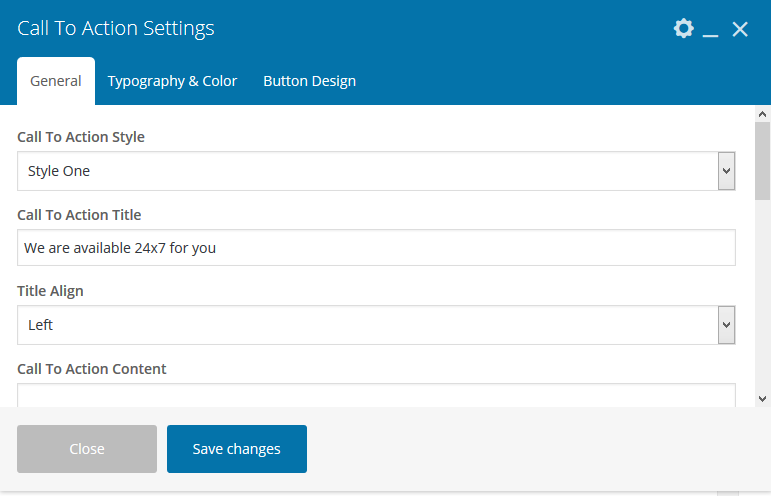 Call To Action Settings
General Typography & Color Button Design
Call To Action Style
Style One
Call To Action Title
We are available 24x7 for you
Title Align
Left
Call To Action Content
Close Save changes